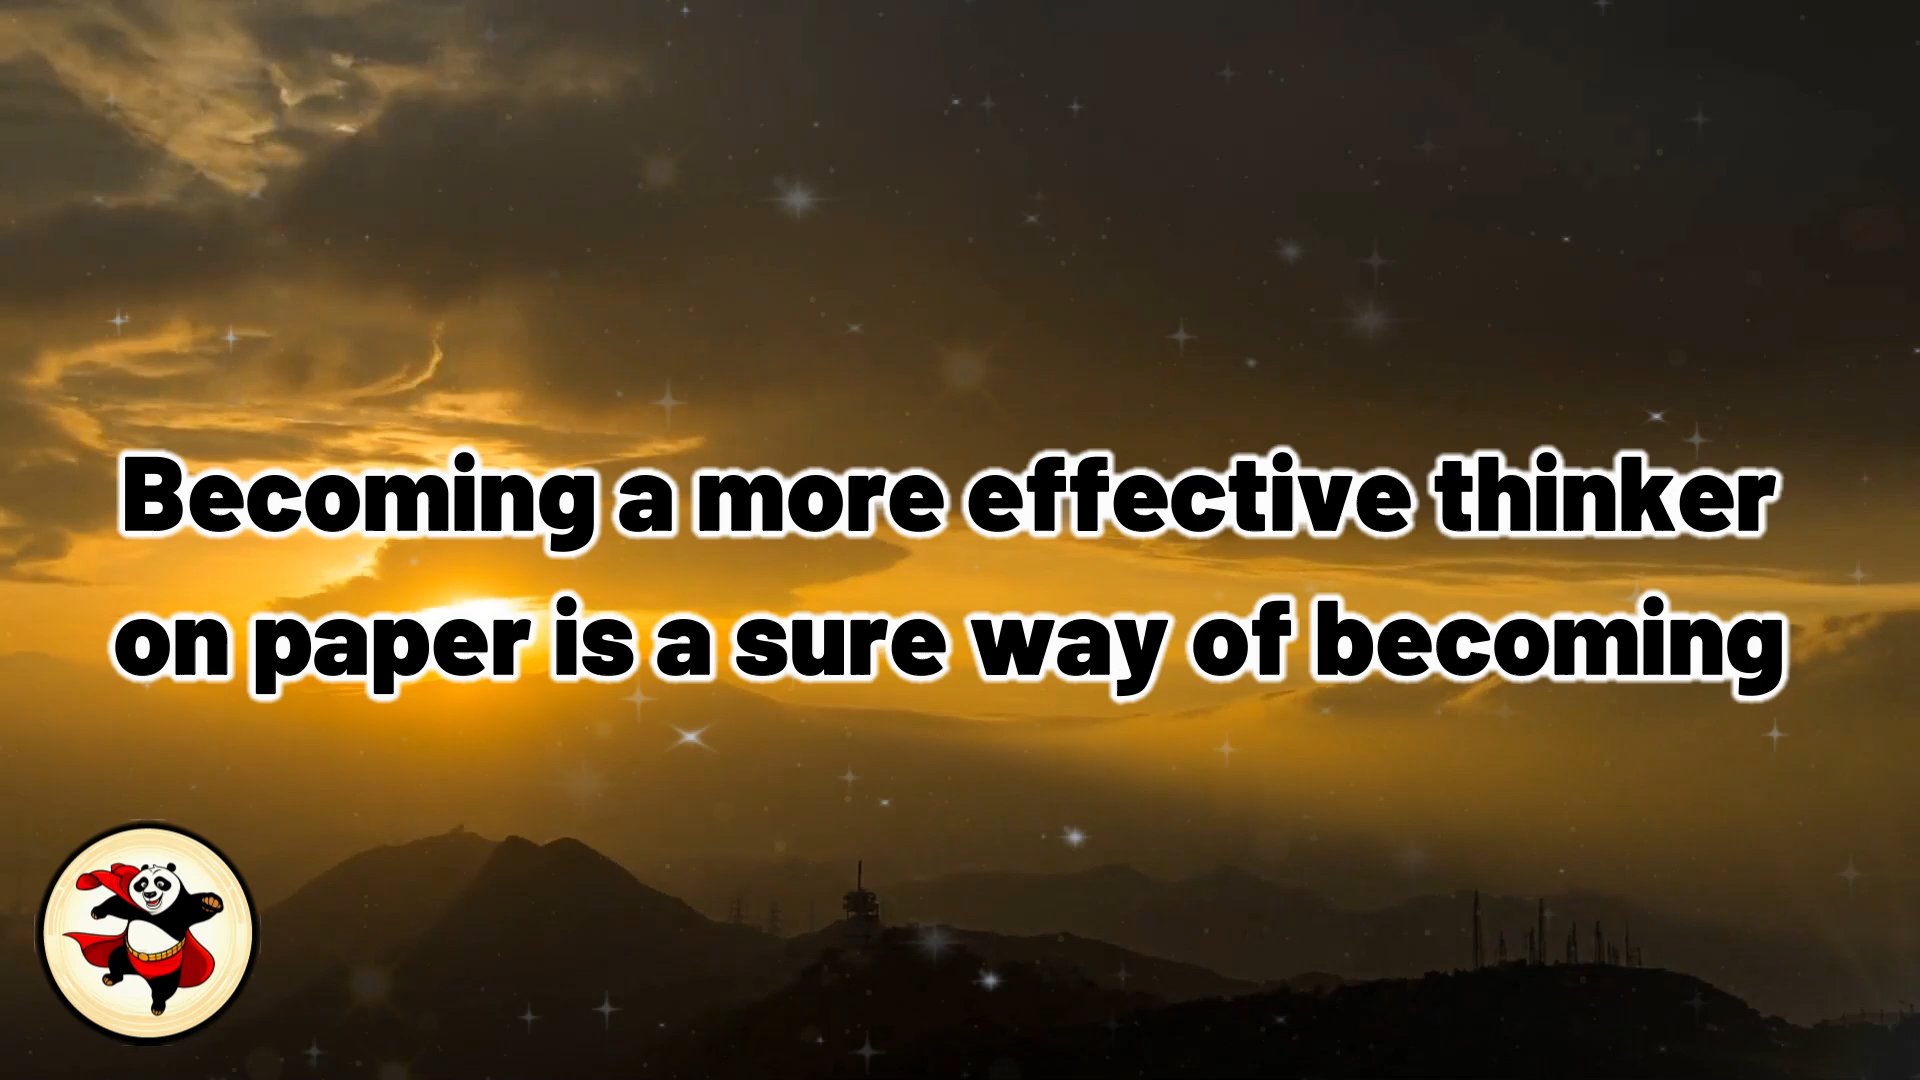 Becoming a more effective thinker
on paper is a sure way of becoming